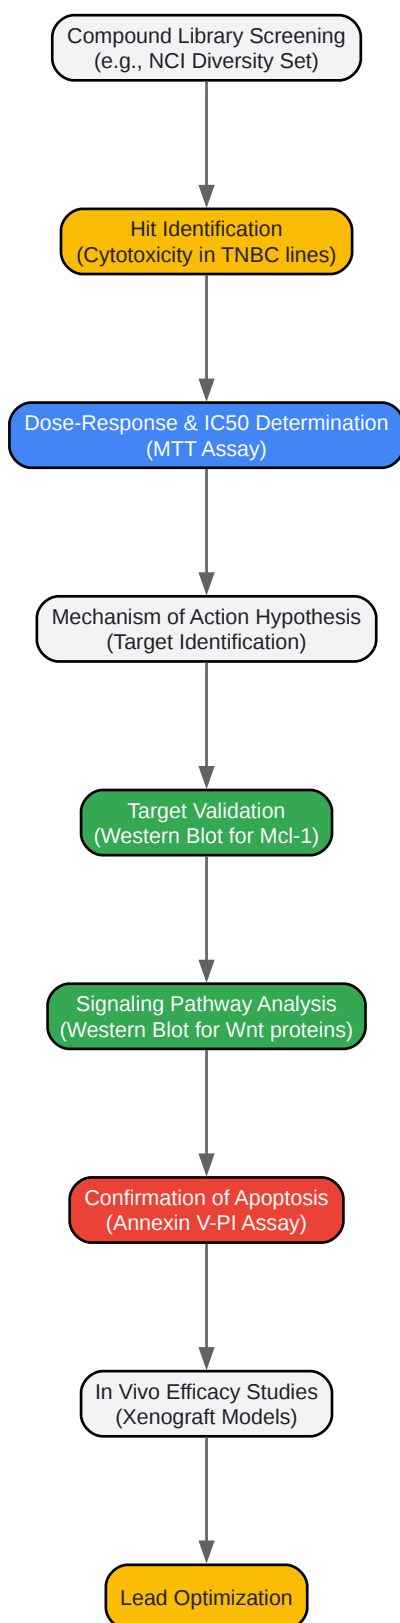 Compound Library Screening
(e.g., NCI Diversity Set)
Hit Identification
(Cytotoxicity in TNBC lines)
Dose-Response & IC50 Determination
(MTT Assay)
Mechanism of Action Hypothesis
(Target Identification)
Target Validation
(Western Blot for Mcl-1)
Signaling Pathway Analysis
(Western Blot for Wnt proteins)
Confirmation of Apoptosis
(Annexin V-PI Assay)
In Vivo Efficacy Studies
(Xenograft Models)
Lead Optimization